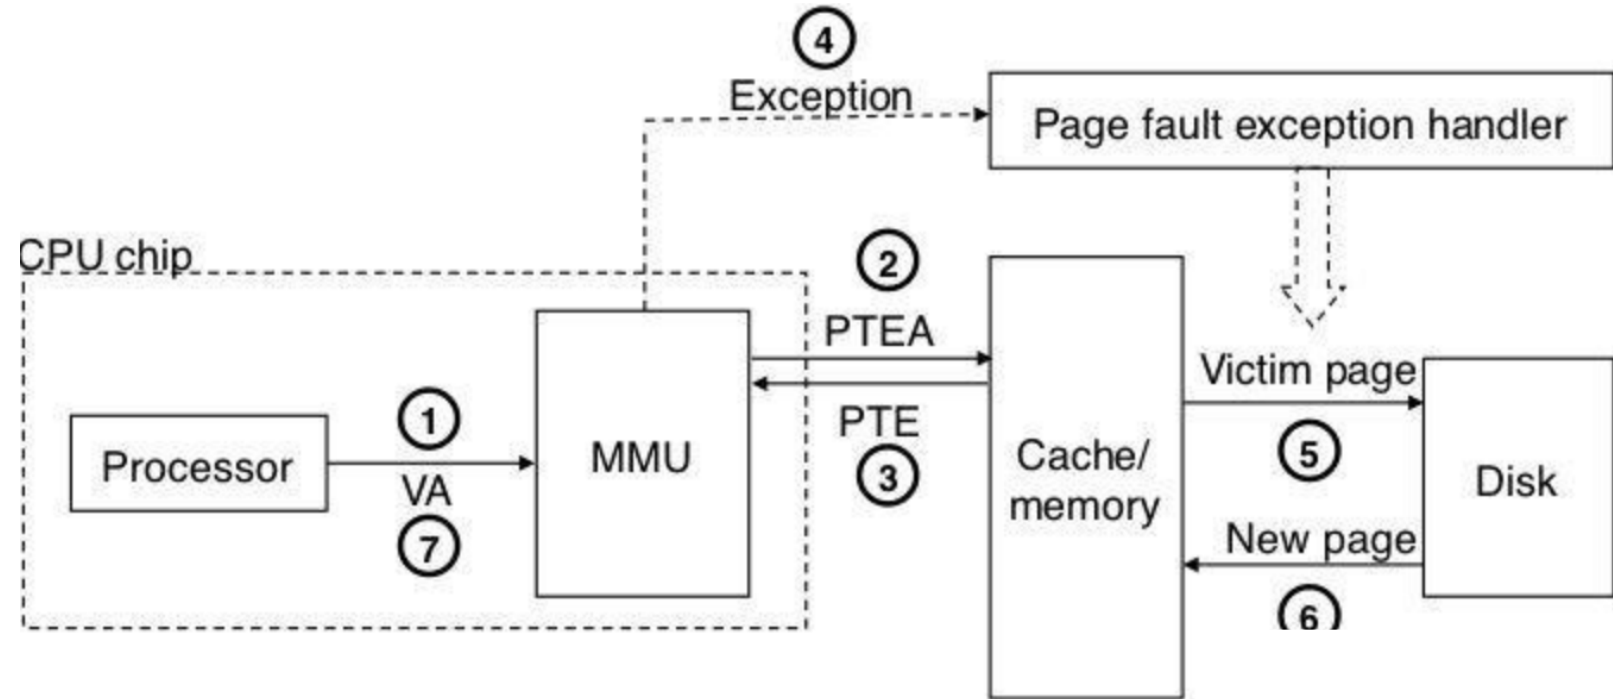 4
Exception
Page fault exception handler
CPU chip
2
PTEA
Victim page
1
Processor
VA
7
MMU
PTE
3
Cache/
memory
5
Disk
New page
6